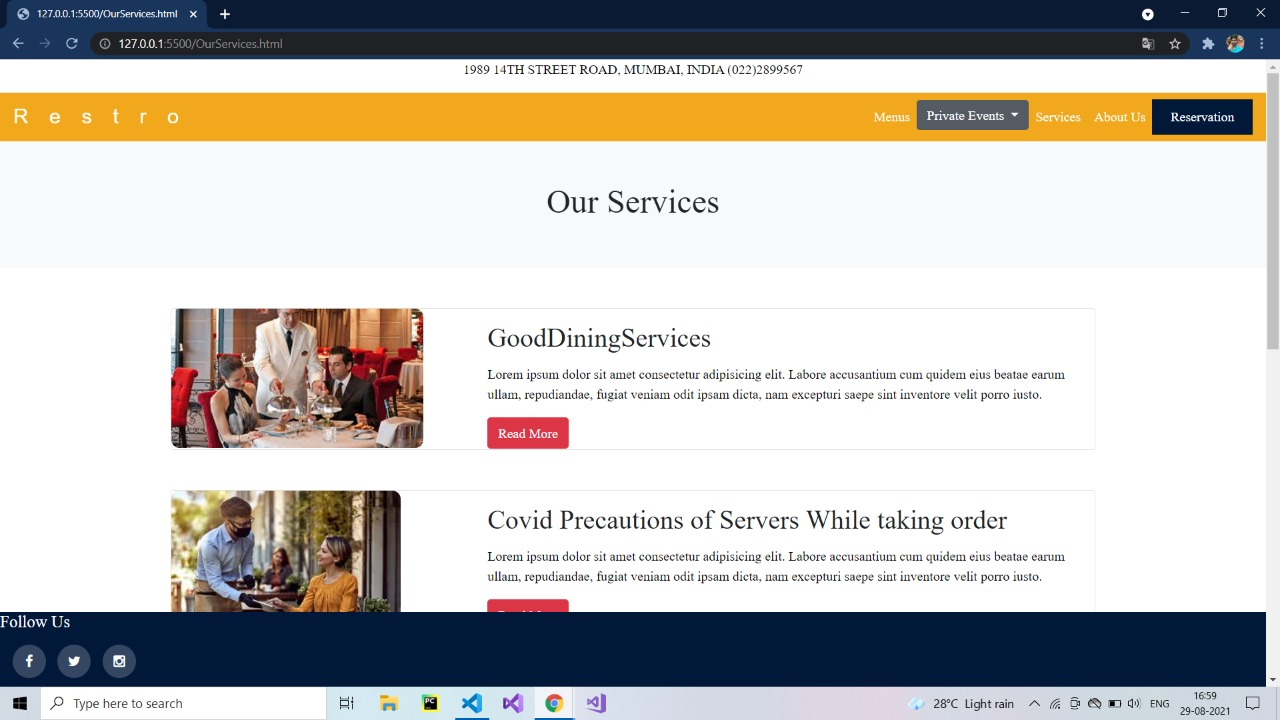 127.0.0.1:5500/OurServices.html
127.0.0.1:5500/OurServices.html
1989 14TH STREET ROAD, MUMBAI, INDIA (022)2899567
Restro
Menus Private Events Services About Us Reservation
Our Services
GoodDiningServices
Lorem ipsum dolor sit amet consectetur adipisicing elit. Labore accusantium cum quidem eius beatae earum
ullam, repudiandae, fugiat veniam odit ipsam dicta, nam excepturi saepe sint inventore velit porro iusto.
Read More
Covid Precautions of Servers While taking order
Lorem ipsum dolor sit amet consectetur adipisicing elit. Labore accusantium cum quidem eius beatae earum
ullam, repudiandae, fugiat veniam odit ipsam dicta, nam excepturi saepe sint inventore velit porro iusto.
Follow Us
Type here to search
28°C Light rain
ENG
16:59
29-08-2021